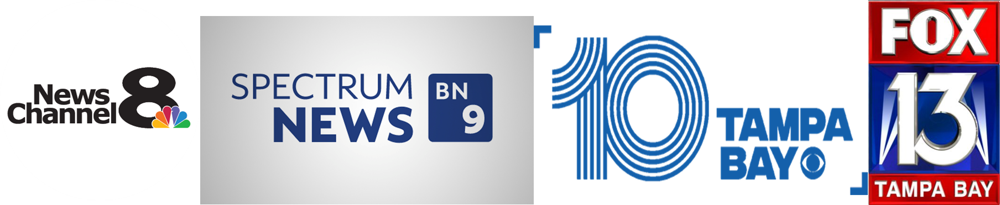 News
Channel 8
SPECTRUM
NEWS
BN
9
10
TAMPA
BAY
FOX
13
TAMPA BAY